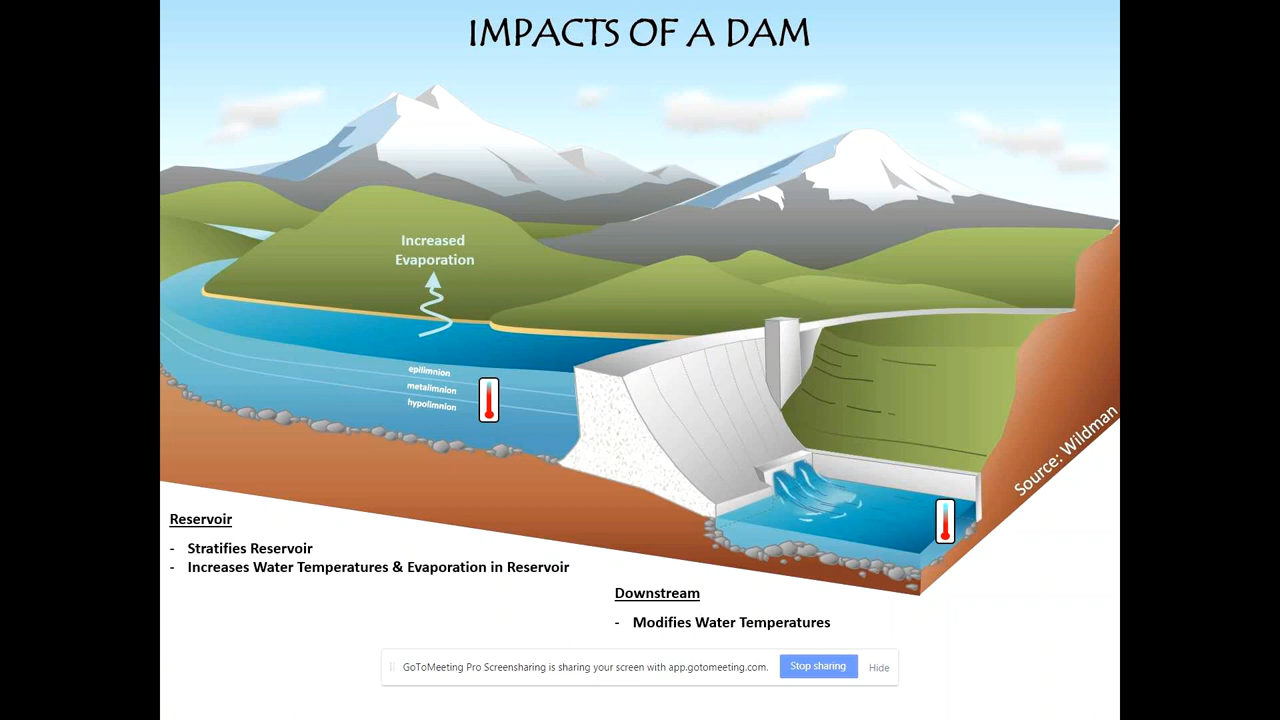 IMPACTS OF A DAM
Increased
Evaporation
epilimnion
metalimnion
hypolimnion
Source: Wildman
Reservoir
- Stratifies Reservoir
- Increases Water Temperatures & Evaporation in Reservoir
Downstream
- Modifies Water Temperatures
GoToMeeting Pro Screensharing is sharing your screen with app.gotomeeting.com. Stop sharing Hide